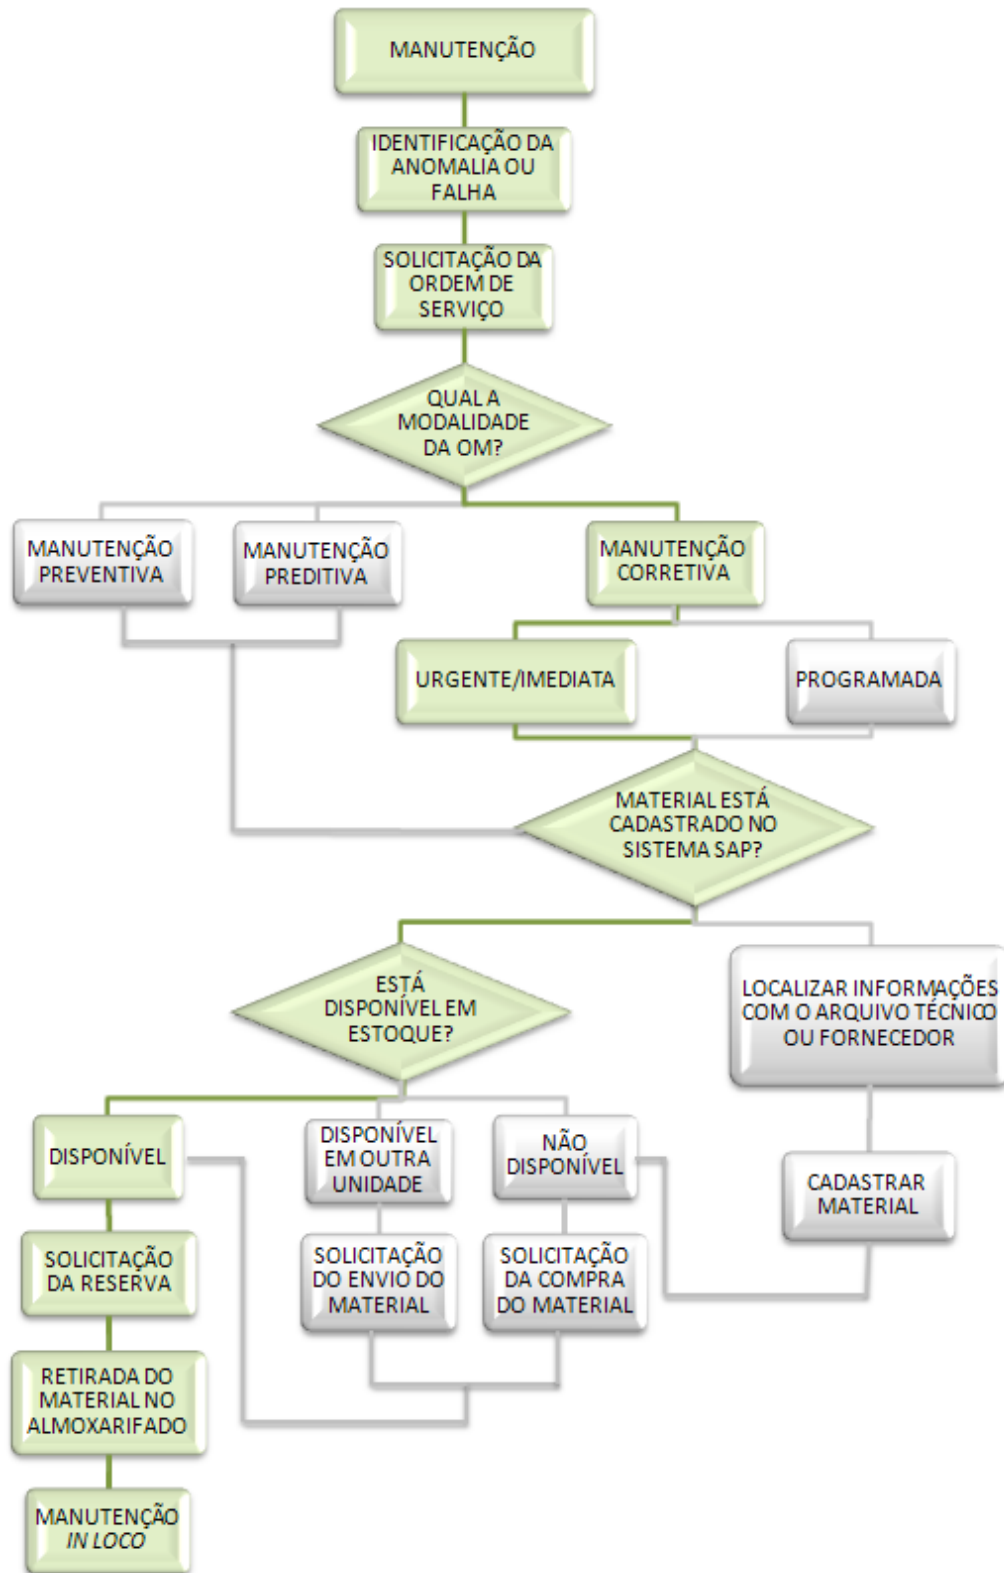 MANUTENÇÃO
IDENTIFICAÇÃO DA
ANOMALIA OU
FALHA
SOLICITAÇÃO DA
ORDEM DE
SERVIÇO
QUAL A
MODALIDADE
DA OM?
MANUTENÇÃO
PREVENTIVA
MANUTENÇÃO
PREDITIVA
MANUTENÇÃO
CORRETIVA
URGENTE/IMEDIATA
PROGRAMADA
MATERIAL ESTÁ
CADASTRADO NO
SISTEMA SAP?
ESTÁ
DISPONÍVEL EM
ESTOQUE?
LOCALIZAR INFORMAÇÕES
COM O ARQUIVO TÉCNICO
OU FORNECEDOR
DISPONÍVEL
DISPONÍVEL
EM OUTRA
UNIDADE
NÃO
DISPONÍVEL
CADASTRAR
MATERIAL
SOLICITAÇÃO
DA RESERVA
SOLICITAÇÃO
DO ENVIO DO
MATERIAL
SOLICITAÇÃO
DA COMPRA
DO MATERIAL
RETIRADA DO
MATERIAL NO
ALMOXARIFADO
MANUTENÇÃO
IN LOCO